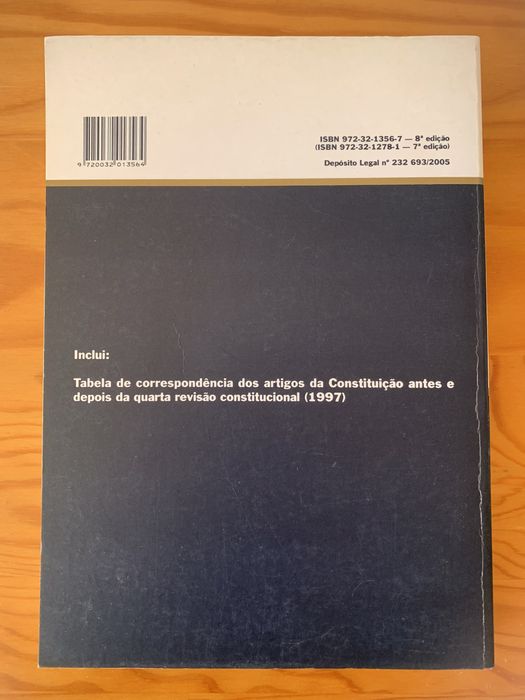 ISBN 972-32-1356-7 — 8ª edição
(ISBN 972-32-1278-1 — 7ª edição)
Depósito Legal nº 232 693/2005
9 720032 013564
Inclui:
Tabela de correspondência dos artigos da Constituição antes e
depois da quarta revisão constitucional (1997)